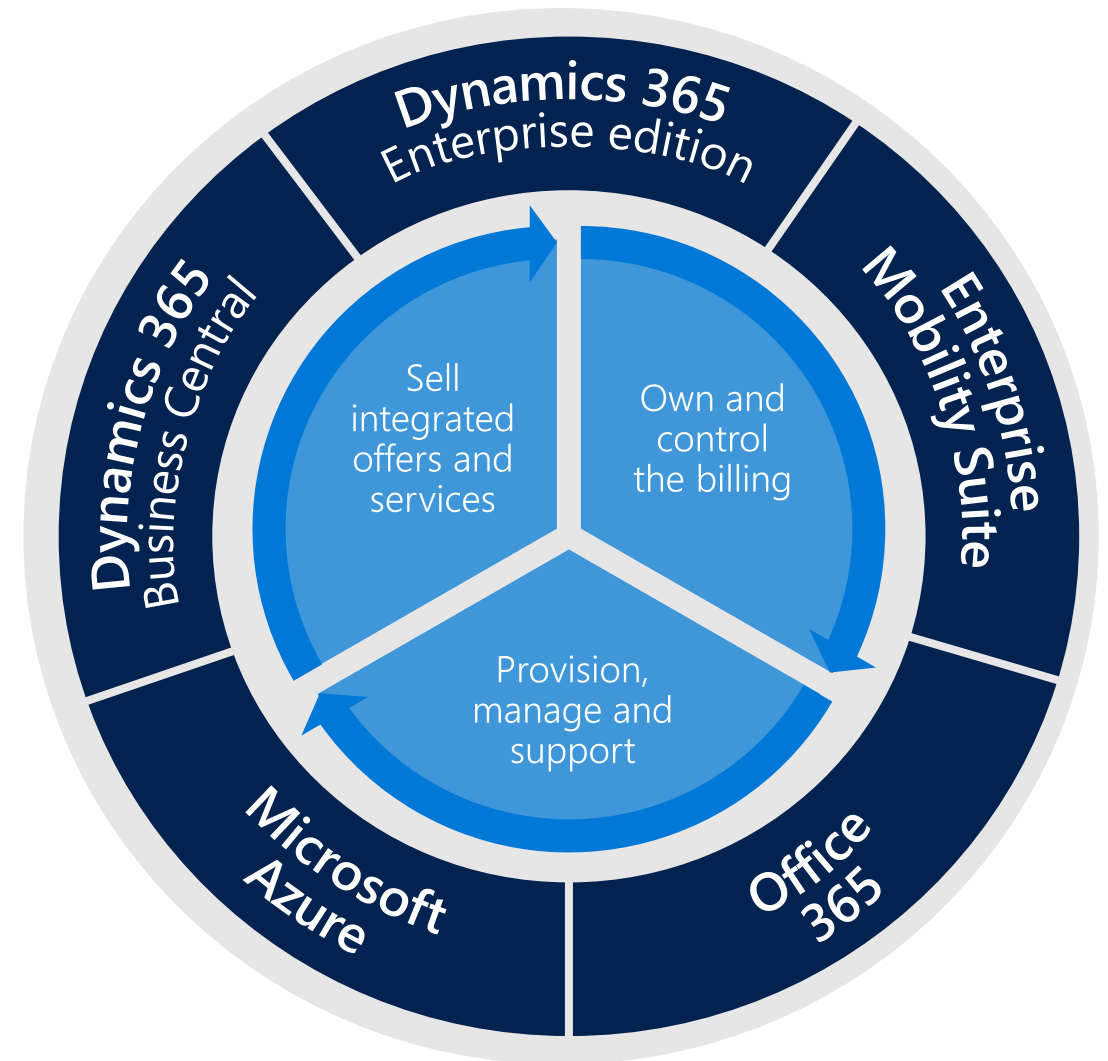 Dynamics 365
Enterprise edition
Enterprise
Mobility Suite
Office
365
Microsoft
Azure
Dynamics 365
Business Central
Sell
integrated
offers and
services
Own and
control
the billing
Provision,
manage and
support